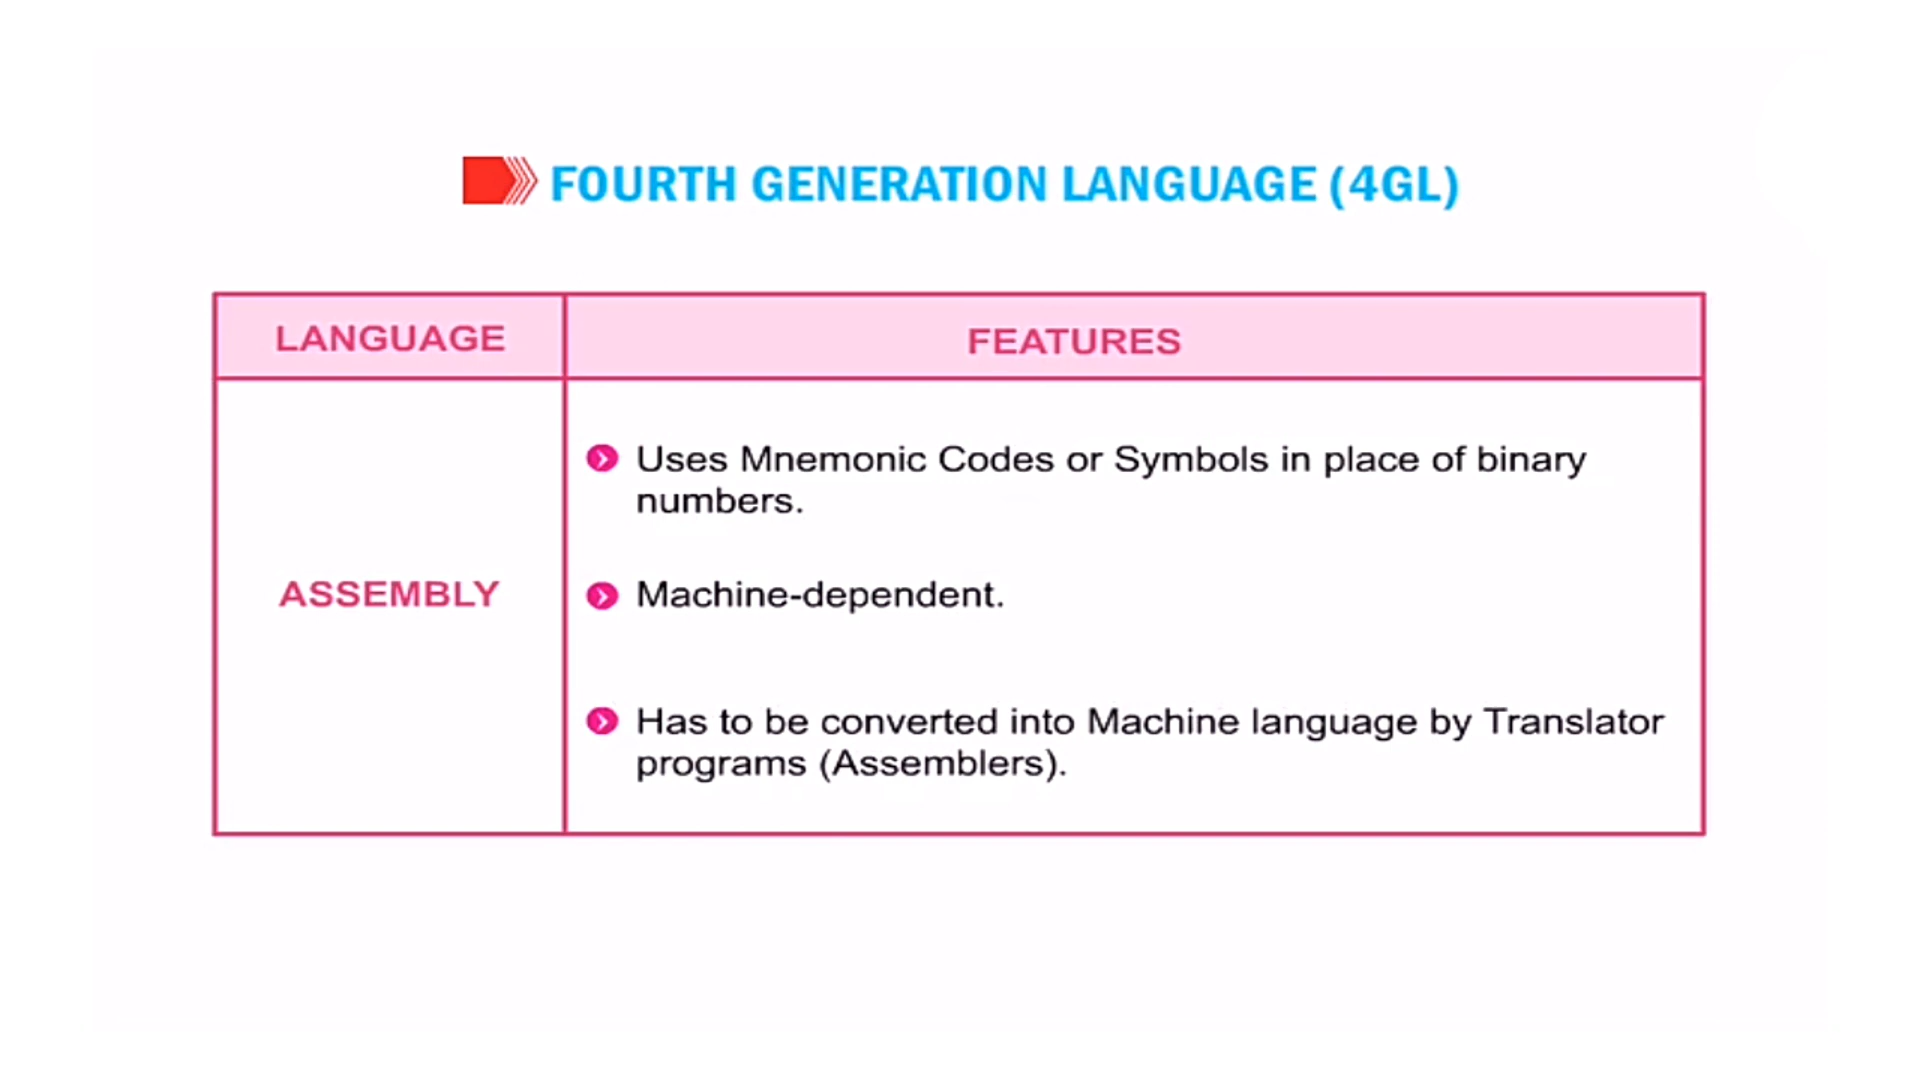 FOURTH GENERATION LANGUAGE (4GL)
LANGUAGE
FEATURES
ASSEMBLY
Uses Mnemonic Codes or Symbols in place of binary
numbers.
Machine-dependent.
Has to be converted into Machine language by Translator
programs (Assemblers).